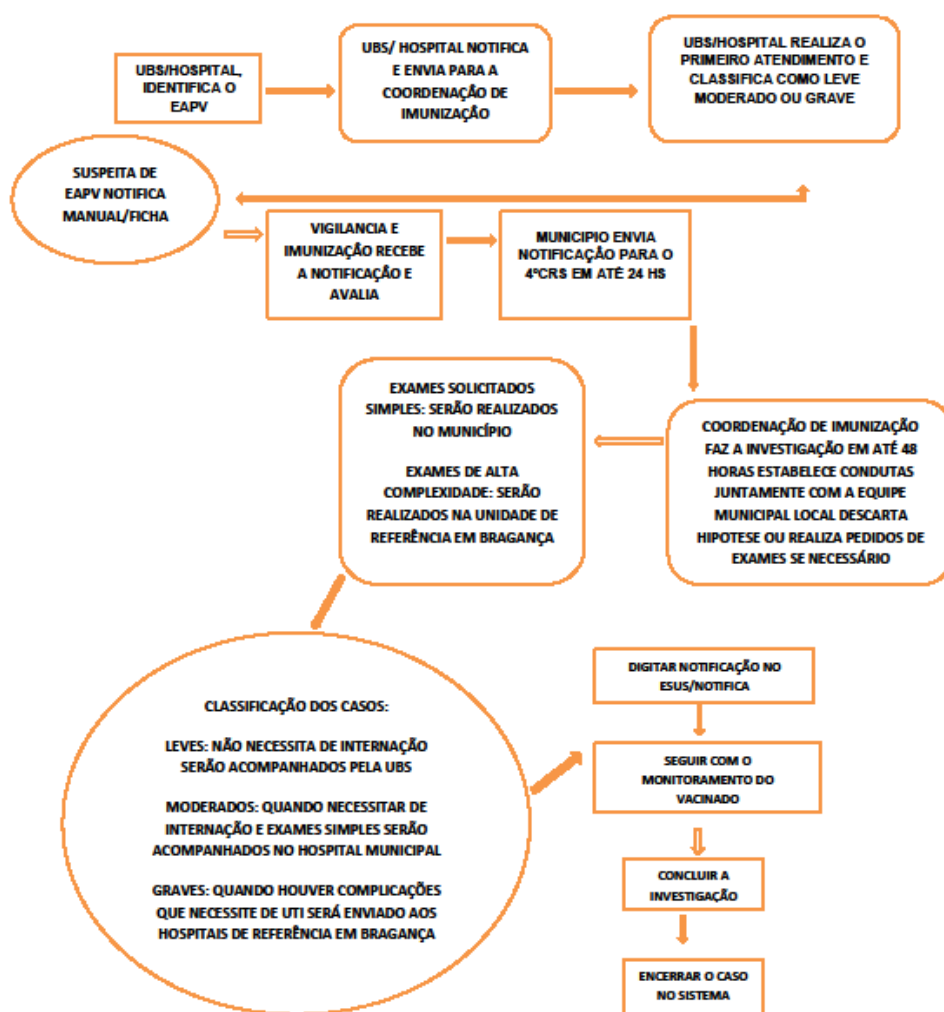 UBS/HOSPITAL,
IDENTIFICA O
EAPV
UBS/ HOSPITAL NOTIFICA
E ENVIA PARA A
COORDENAÇÃO DE
IMUNIZAÇÃO
UBS/HOSPITAL REALIZA O
PRIMEIRO ATENDIMENTO E
CLASSIFICA COMO LEVE
MODERADO OU GRAVE
SUSPEITA DE
EAPV NOTIFICA
MANUAL/FICHA
VIGILANCIA E
IMUNIZAÇÃO RECEBE
A NOTIFICAÇÃO E
AVALIA
MUNICIPIO ENVIA
NOTIFICAÇÃO PARA O
4ºCRS EM ATÉ 24 HS
EXAMES SOLICITADOS
SIMPLES: SERÃO REALIZADOS
NO MUNICÍPIO
EXAMES DE ALTA
COMPLEXIDADE: SERÃO
REALIZADOS NA UNIDADE DE
REFERÊNCIA EM BRAGANÇA
COORDENAÇÃO DE IMUNIZAÇÃO
FAZ A INVESTIGAÇÃO EM ATÉ 48
HORAS ESTABELECE CONDUTAS
JUNTAMENTE COM A EQUIPE
MUNICIPAL LOCAL DESCARTA
HIPOTESE OU REALIZA PEDIDOS DE
EXAMES SE NECESSÁRIO
CLASSIFICAÇÃO DOS CASOS:
LEVES: NÃO NECESSITA DE INTERNAÇÃO
SERÃO ACOMPANHADOS PELA UBS
MODERADOS: QUANDO NECESSITAR DE
INTERNAÇÃO E EXAMES SIMPLES SERÃO
ACOMPANHADOS NO HOSPITAL MUNICIPAL
GRAVES: QUANDO HOUVER COMPLICAÇÕES
QUE NECESSITE DE UTI SERÁ ENVIADO AOS
HOSPITAIS DE REFERÊNCIA EM BRAGANÇA
DIGITAR NOTIFICAÇÃO NO
ESUS/NOTIFICA
SEGUIR COM O
MONITORAMENTO DO
VACINADO
CONCLUIR A
INVESTIGAÇÃO
ENCERRAR O CASO
NO SISTEMA